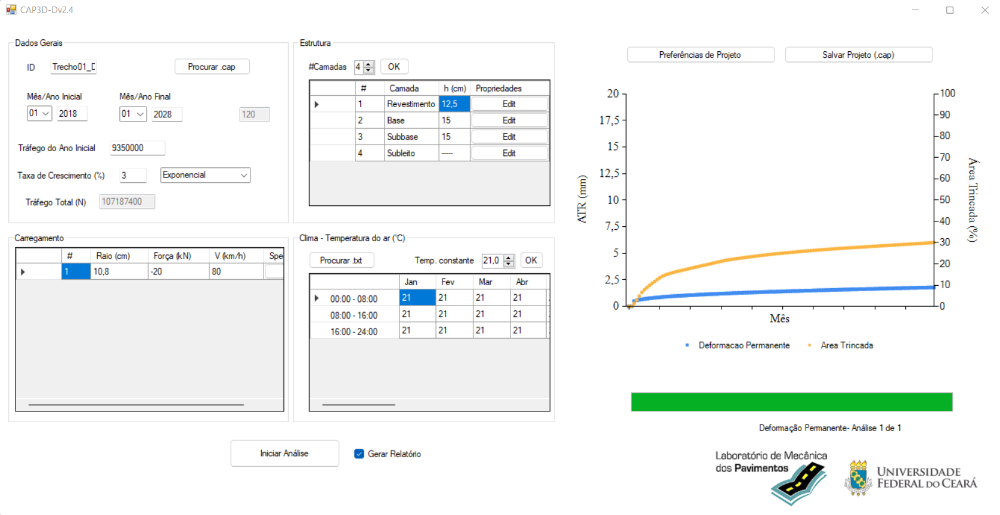 CAP3D-Dv2.4
Dados Gerais
ID Trecho01_D Procurar .cap
Mês/Ano Inicial Mês/Ano Final
01 2018 01 2028 120
Tráfego do Ano Inicial 9350000
Taxa de Crescimento (%) 3 Exponencial
Tráfego Total (N) 107187400
Estrutura
#Camadas 4 OK
# Camada h (cm) Propriedades
1 Revestimento 12,5 Edit
2 Base 15 Edit
3 Subbase 15 Edit
4 Subleito ----- Edit
Carregamento
# Raio (cm) Força (kN) V (km/h) Spe
1 10,8 -20 80
Clima - Temperatura do ar (°C)
Procurar .txt Temp. constante 21,0 OK
Jan Fev Mar Abr
00:00 - 08:00 21 21 21 21
08:00 - 16:00 21 21 21 21
16:00 - 24:00 21 21 21 21
Iniciar Análise Gerar Relatório
Preferências de Projeto Salvar Projeto (.cap)
ATR (mm)
20
17,5
15
12,5
10
7,5
5
2,5
0
100
90
80
70
60
50
40
30
20
10
0
Área Trincada (%)
Mês
Deformacao Permanente Area Trincada
Deformação Permanente- Análise 1 de 1
Laboratório de Mecânica
dos Pavimentos
UNIVERSIDADE
FEDERAL DO CEARÁ